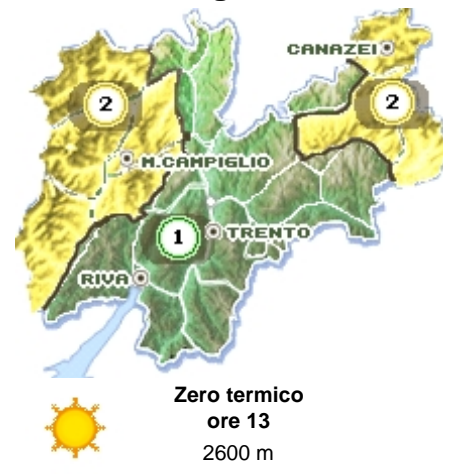 CANAZEI
2
2
M.CAMPIGLIO
1
TRENTO
RIVA
Zero termico
ore 13
2600 m